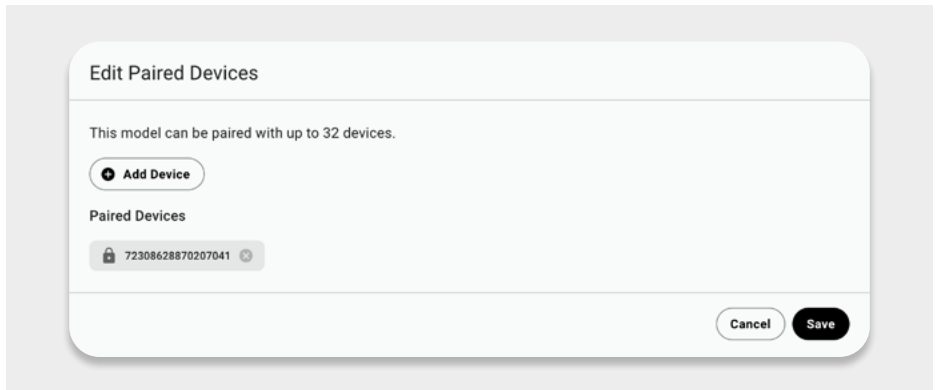 Edit Paired Devices
This model can be paired with up to 32 devices.
Add Device
Paired Devices
72308628870207041
Cancel
Save